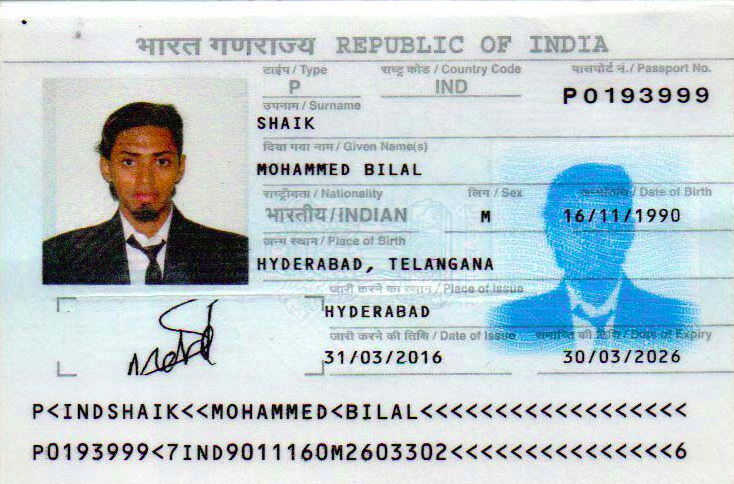 भारत गणराज्य REPUBLIC OF INDIA
टाईप / Type
राष्ट्र कोड / Country Code
पासपोर्ट नं. / Passport No.
P
IND
P0193999
उपनाम / Surname
SHAIK
दिया गया नाम / Given Name(s)
MOHAMMED BILAL
राष्ट्रीयता / Nationality
लिंग / Sex
जन्मतिथि / Date of Birth
भारतीय/INDIAN
M
16/11/1990
जन्म स्थान / Place of Birth
HYDERABAD, TELANGANA
जारी करने का स्थान / Place of Issue
HYDERABAD
जारी करने की तिथि / Date of Issue
समाप्ति की तिथि / Date of Expiry
31/03/2016
30/03/2026
P<INDSHAIK<<MOHAMMED<BILAL<<<<<<<<<<<<<<<<<<
P0193999<7IND9011160M2603302<<<<<<<<<<<<<<<6